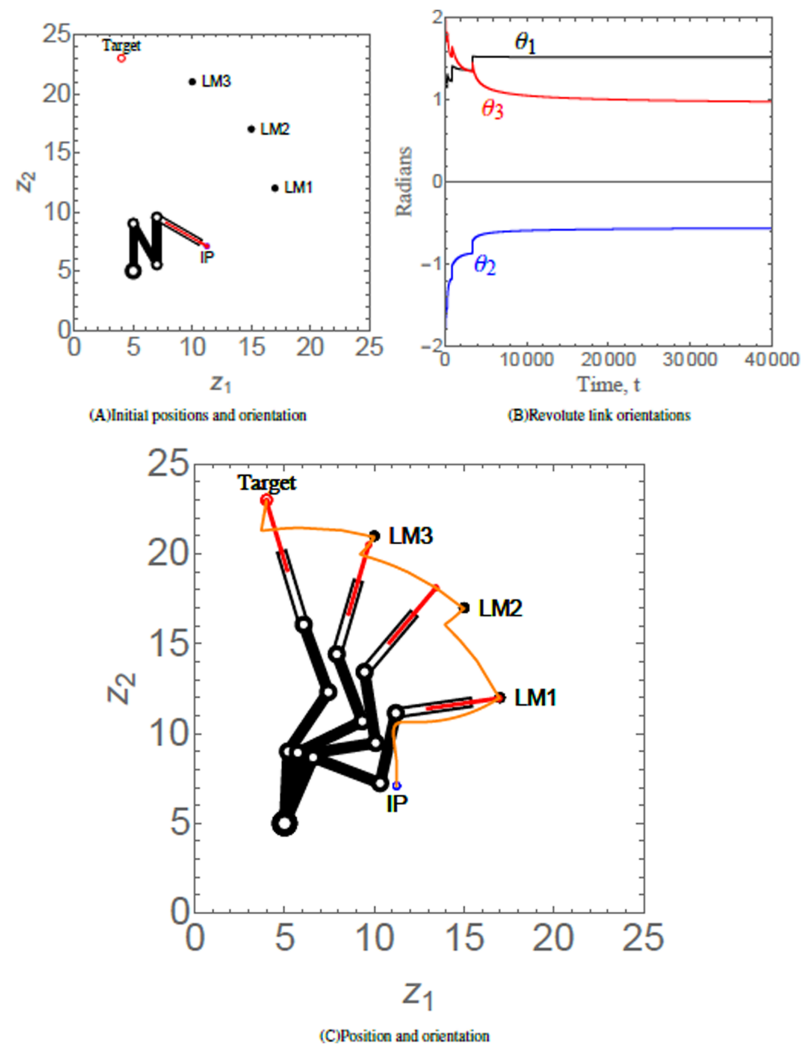 25
Target
20
LM3
LM2
15
z2
LM1
10
IP
5
0
0 5 10 15 20 25
z1
(A)Initial positions and orientation
2
θ1
1
θ3
Radians
0
−1
θ2
−2
0 10000 20000 30000 40000
Time, t
(B)Revolute link orientations
25
Target
LM3
20
LM2
15
z2
LM1
10
IP
5
0
0 5 10 15 20 25
z1
(C)Position and orientation